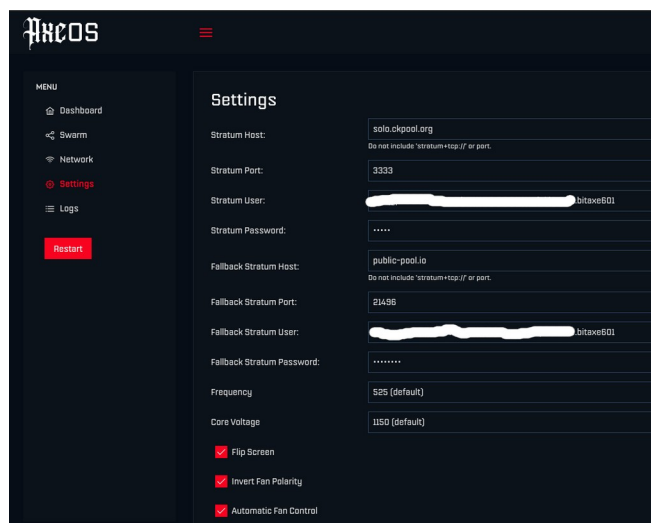 AxeOS
MENU
Dashboard
Swarm
Network
Settings
Logs
Restart
Settings
Stratum Host:
solo.ckpool.org
Do not include 'stratum+tcp://' or port.
Stratum Port:
3333
Stratum User:
.bitaxe601
Stratum Password:
•••••
Fallback Stratum Host:
public-pool.io
Do not include 'stratum+tcp://' or port.
Fallback Stratum Port:
21496
Fallback Stratum User:
.bitaxe601
Fallback Stratum Password:
••••••••
Frequency
525 (default)
Core Voltage
1150 (default)
Flip Screen
Invert Fan Polarity
Automatic Fan Control